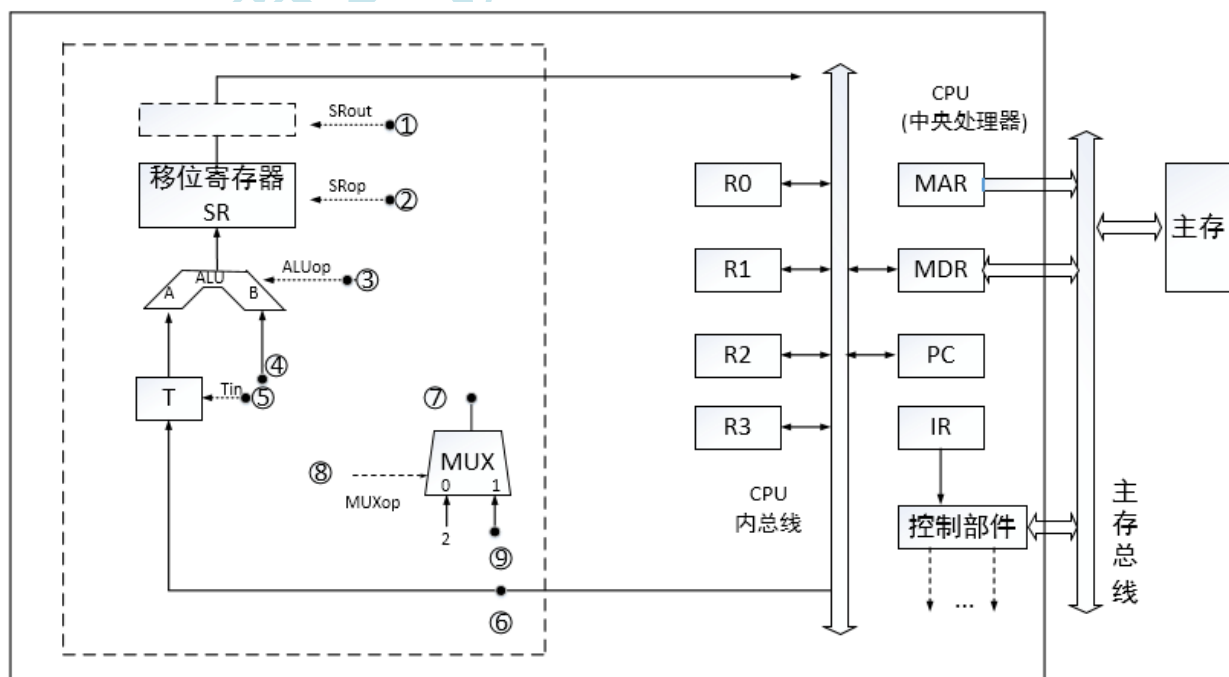 SRout
①
移位寄存器
SR
SRop
②
ALU
A
B
ALUop
③
④
T
Tin
⑤
⑦
MUX
0
1
⑧
MUXop
2
⑨
⑥
R0
R1
R2
R3
CPU
内总线
CPU
(中央处理器)
MAR
MDR
PC
IR
控制部件
...
主存总线
主存